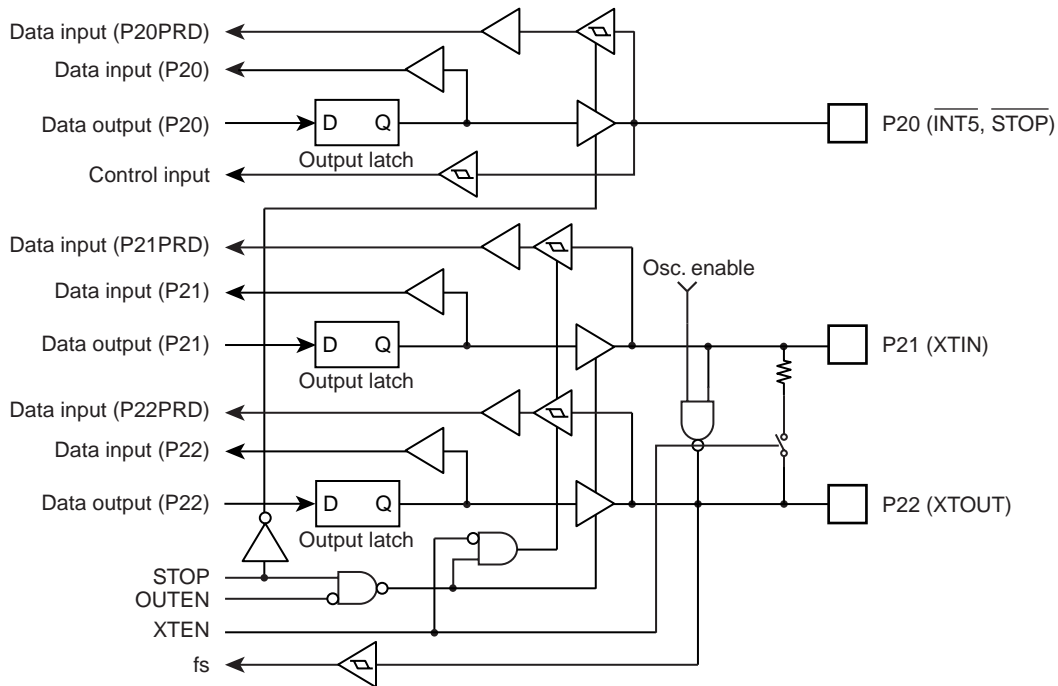 Data input (P20PRD)
Data input (P20)
Data output (P20)
D Q
Output latch
P20 (INT5, STOP)
Control input
Data input (P21PRD)
Osc. enable
Data input (P21)
Data output (P21)
D Q
Output latch
P21 (XTIN)
Data input (P22PRD)
Data input (P22)
Data output (P22)
D Q
Output latch
P22 (XTOUT)
STOP
OUTEN
XTEN
fs